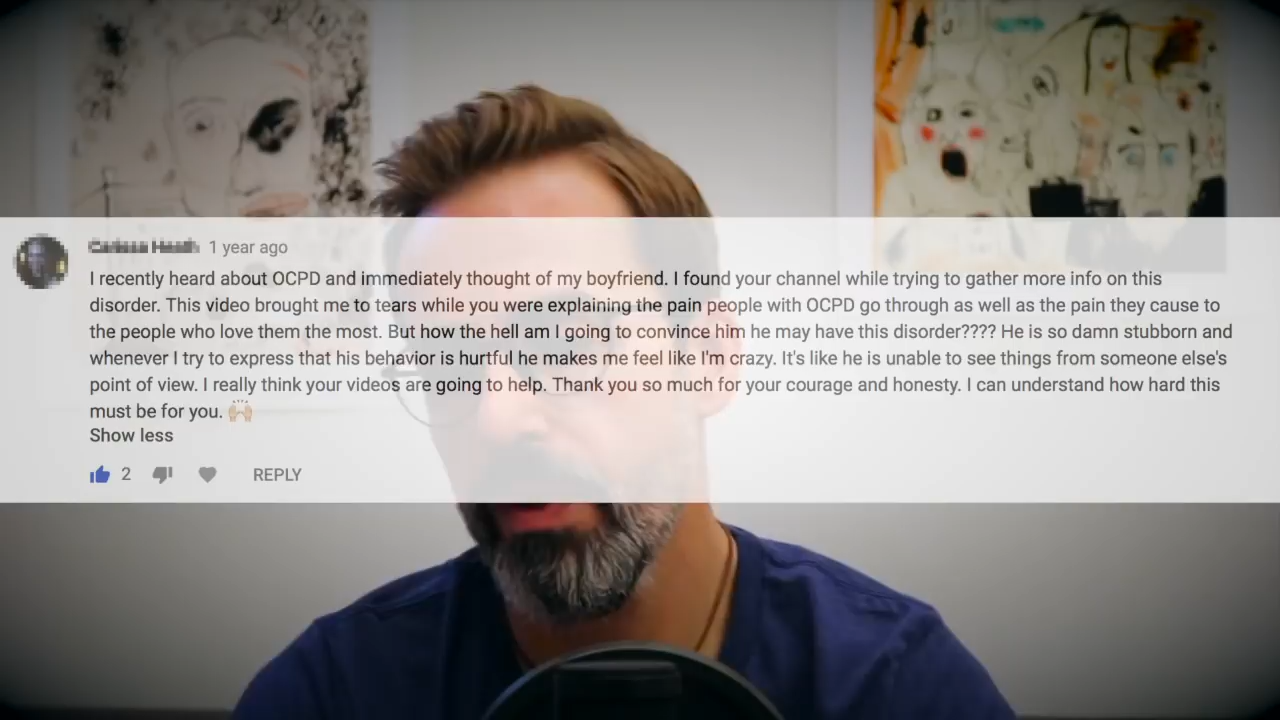 1 year ago
I recently heard about OCPD and immediately thought of my boyfriend. I found your channel while trying to gather more info on this
disorder. This video brought me to tears while you were explaining the pain people with OCPD go through as well as the pain they cause to
the people who love them the most. But how the hell am I going to convince him he may have this disorder???? He is so damn stubborn and
whenever I try to express that his behavior is hurtful he makes me feel like I'm crazy. It's like he is unable to see things from someone else's
point of view. I really think your videos are going to help. Thank you so much for your courage and honesty. I can understand how hard this
must be for you. 🙌🏼
Show less
2 REPLY